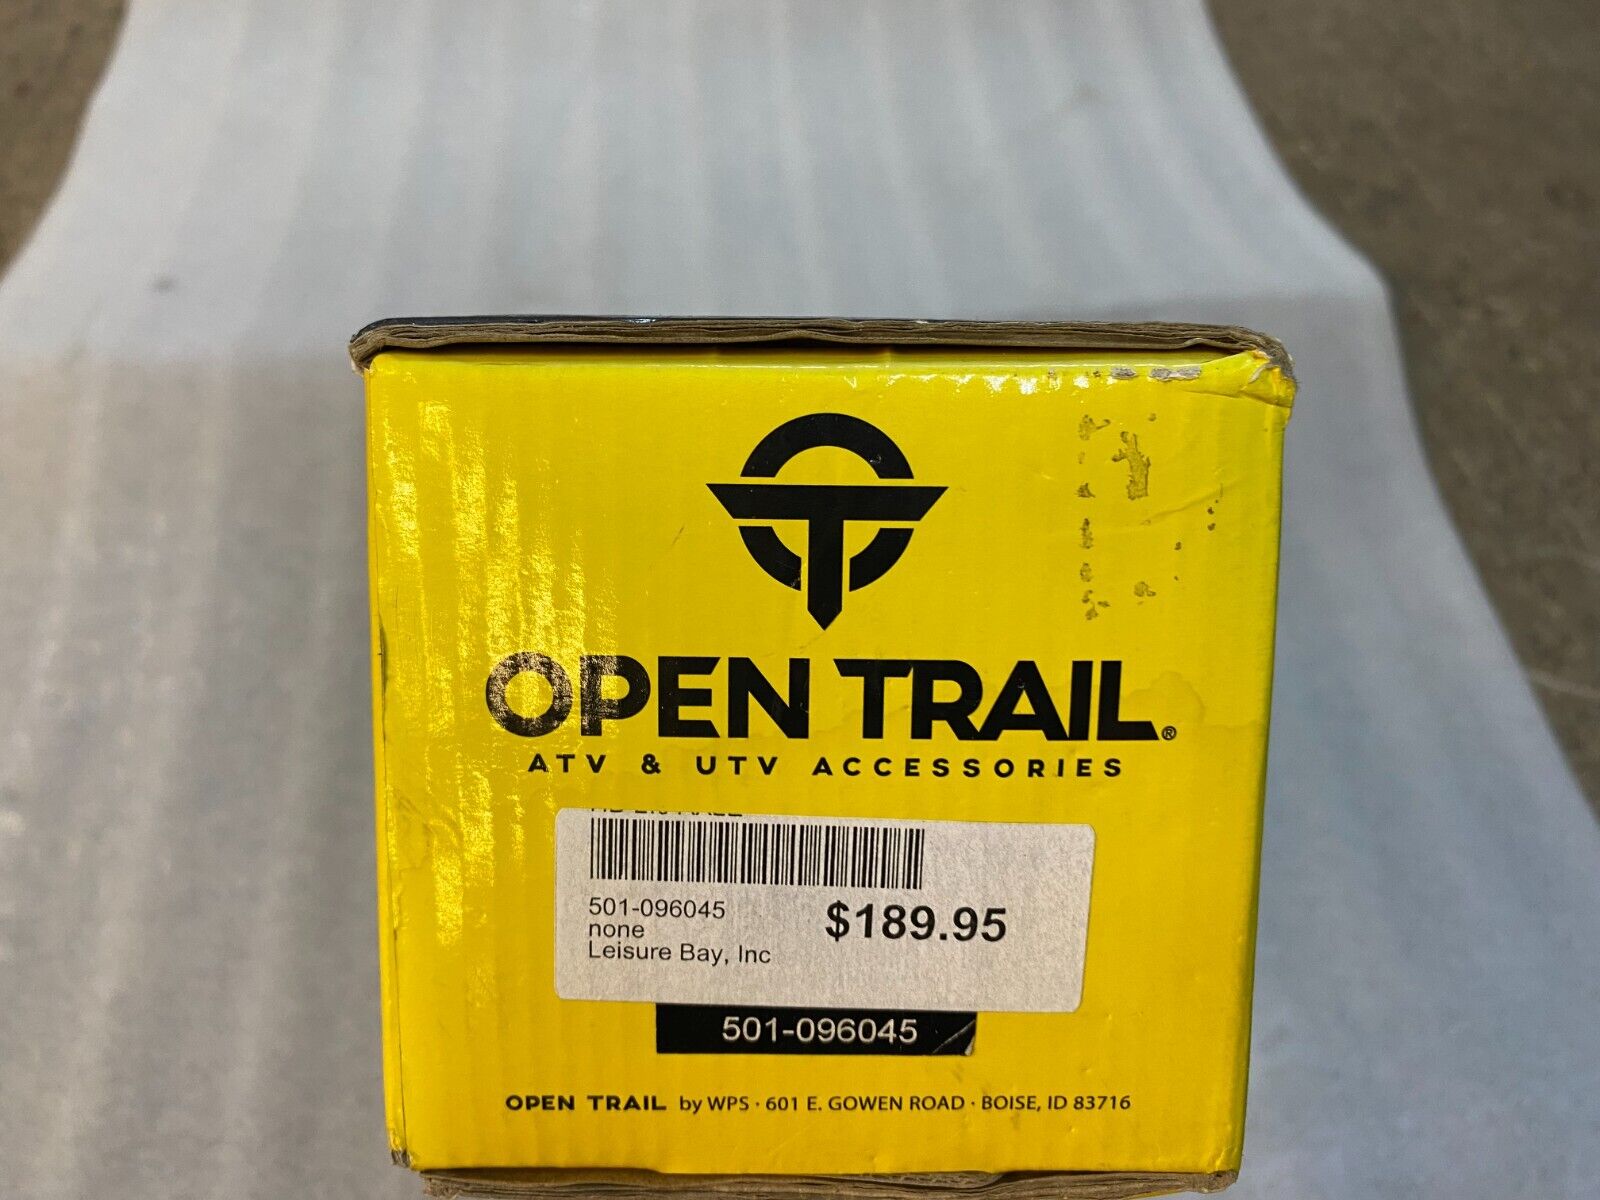 OPEN TRAIL®
ATV & UTV ACCESSORIES
501-096045
$189.95
none
Leisure Bay, Inc
501-096045
OPEN TRAIL by WPS · 601 E. GOWEN ROAD · BOISE, ID 83716